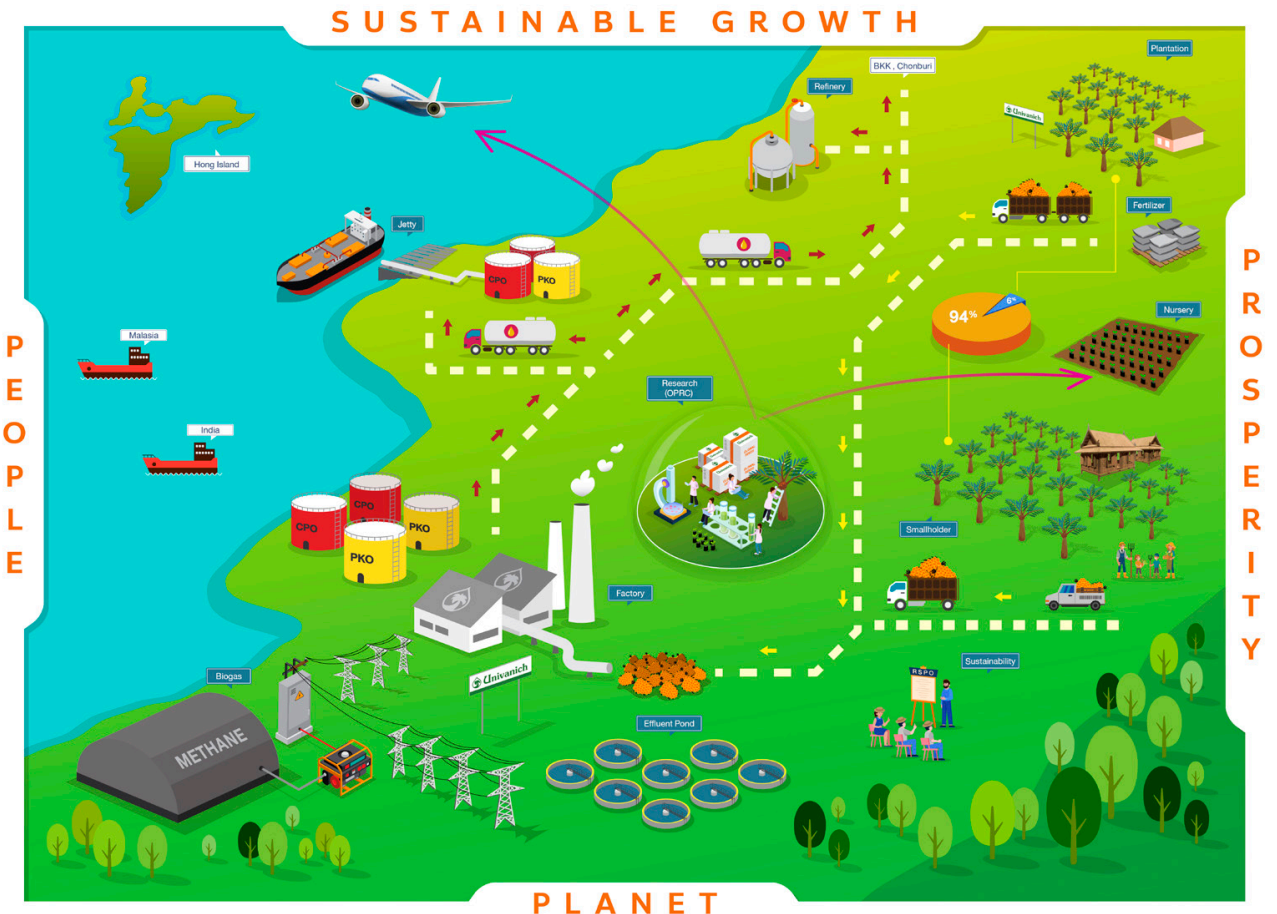 SUSTAINABLE GROWTH
Plantation
BKK , Chonburi
Refinery
Univanich
Hong Island
Fertilizer
Jetty
CPO
PKO
94%
6%
Nursery
PEOPLE
PROSPERITY
Malasia
Research
(OPRC)
India
CPO
CPO
PKO
PKO
Smallholder
Factory
Sustainability
RSPO
Biogas
Univanich
METHANE
Effluent Pond
PLANET